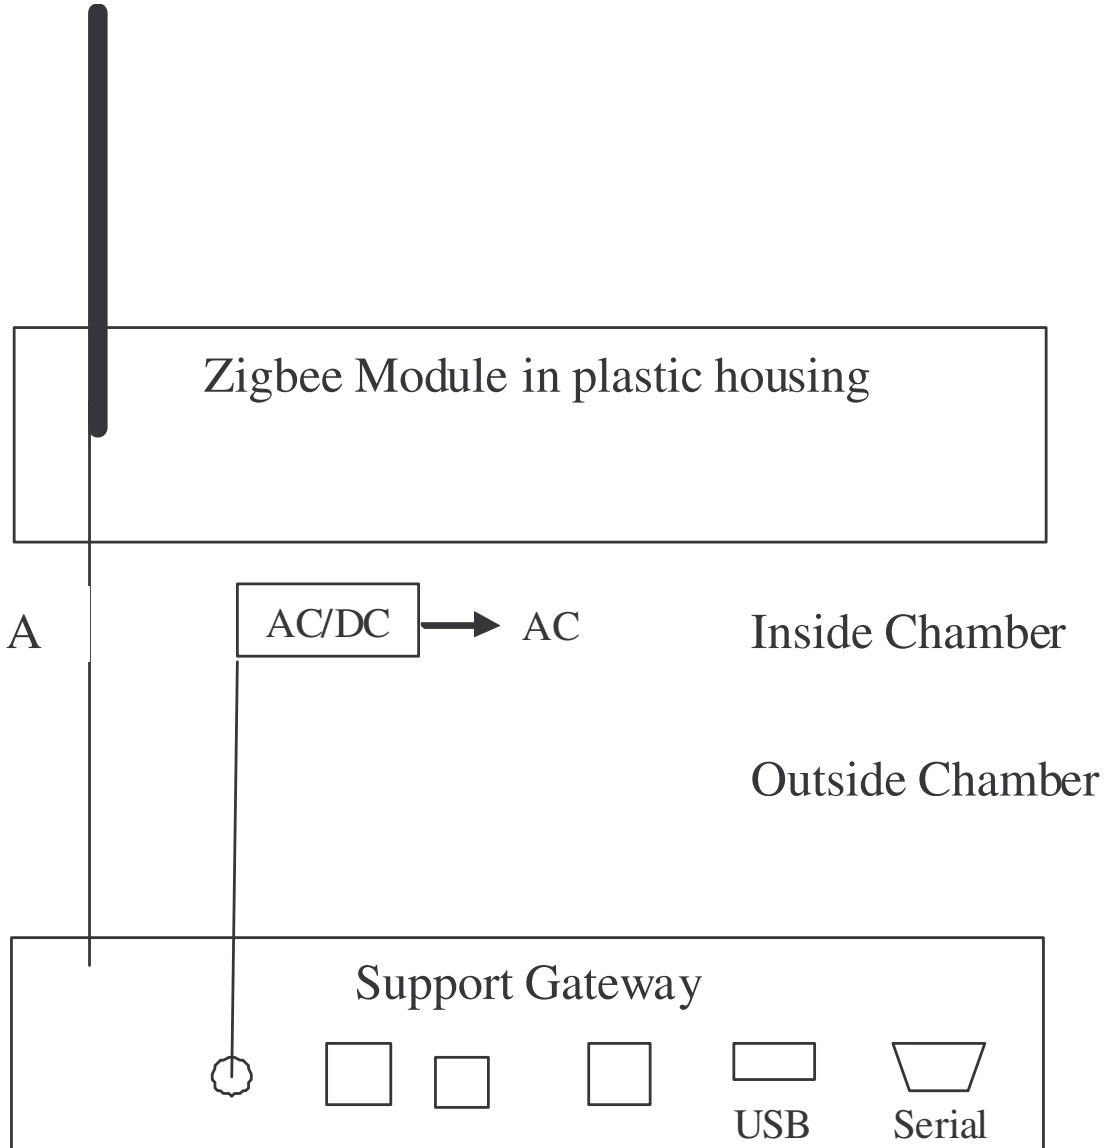 Zigbee Module in plastic housing
A
AC/DC
AC
Inside Chamber
Outside Chamber
Support Gateway
USB
Serial